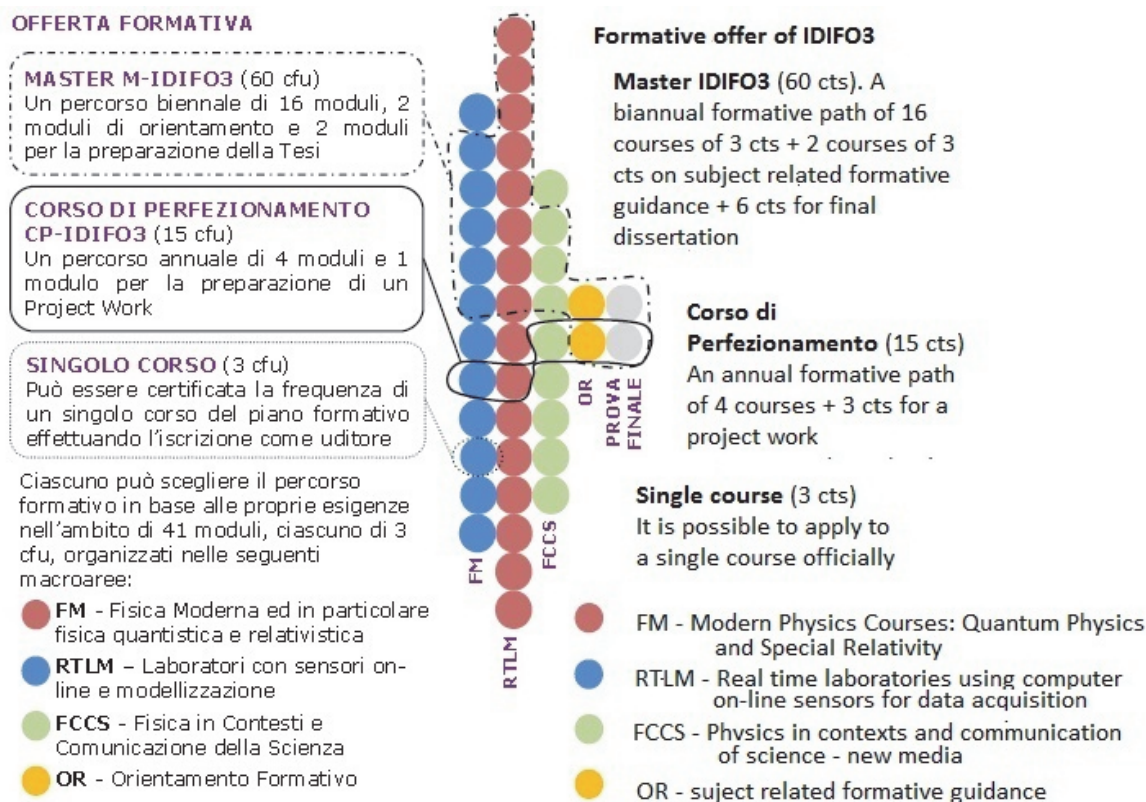 OFFERTA FORMATIVA
MASTER M-IDIFO3 (60 cfu)
Un percorso biennale di 16 moduli, 2
moduli di orientamento e 2 moduli
per la preparazione della Tesi
CORSO DI PERFEZIONAMENTO
CP-IDIFO3 (15 cfu)
Un percorso annuale di 4 moduli e 1
modulo per la preparazione di un
Project Work
SINGOLO CORSO (3 cfu)
Può essere certificata la frequenza di
un singolo corso del piano formativo
effettuando l'iscrizione come uditore
Ciascuno può scegliere il percorso
formativo in base alle proprie esigenze
nell'ambito di 41 moduli, ciascuno di 3
cfu, organizzati nelle seguenti
macroaree:
FM - Fisica Moderna ed in particolare
fisica quantistica e relativistica
RTLM – Laboratori con sensori on-
line e modellizzazione
FCCS - Fisica in Contesti e
Comunicazione della Scienza
OR - Orientamento Formativo
FM
RTLM
FCCS
OR
PROVA
FINALE
Formative offer of IDIFO3
Master IDIFO3 (60 cts). A
biannual formative path of 16
courses of 3 cts + 2 courses of 3
cts on subject related formative
guidance + 6 cts for final
dissertation
Corso di
Perfezionamento (15 cts)
An annual formative path
of 4 courses + 3 cts for a
project work
Single course (3 cts)
It is possible to apply to
a single course officially
FM - Modern Physics Courses: Quantum Physics
and Special Relativity
RT-LM - Real time laboratories using computer
on-line sensors for data acquisition
FCCS - Physics in contexts and communication
of science - new media
OR - suject related formative guidance